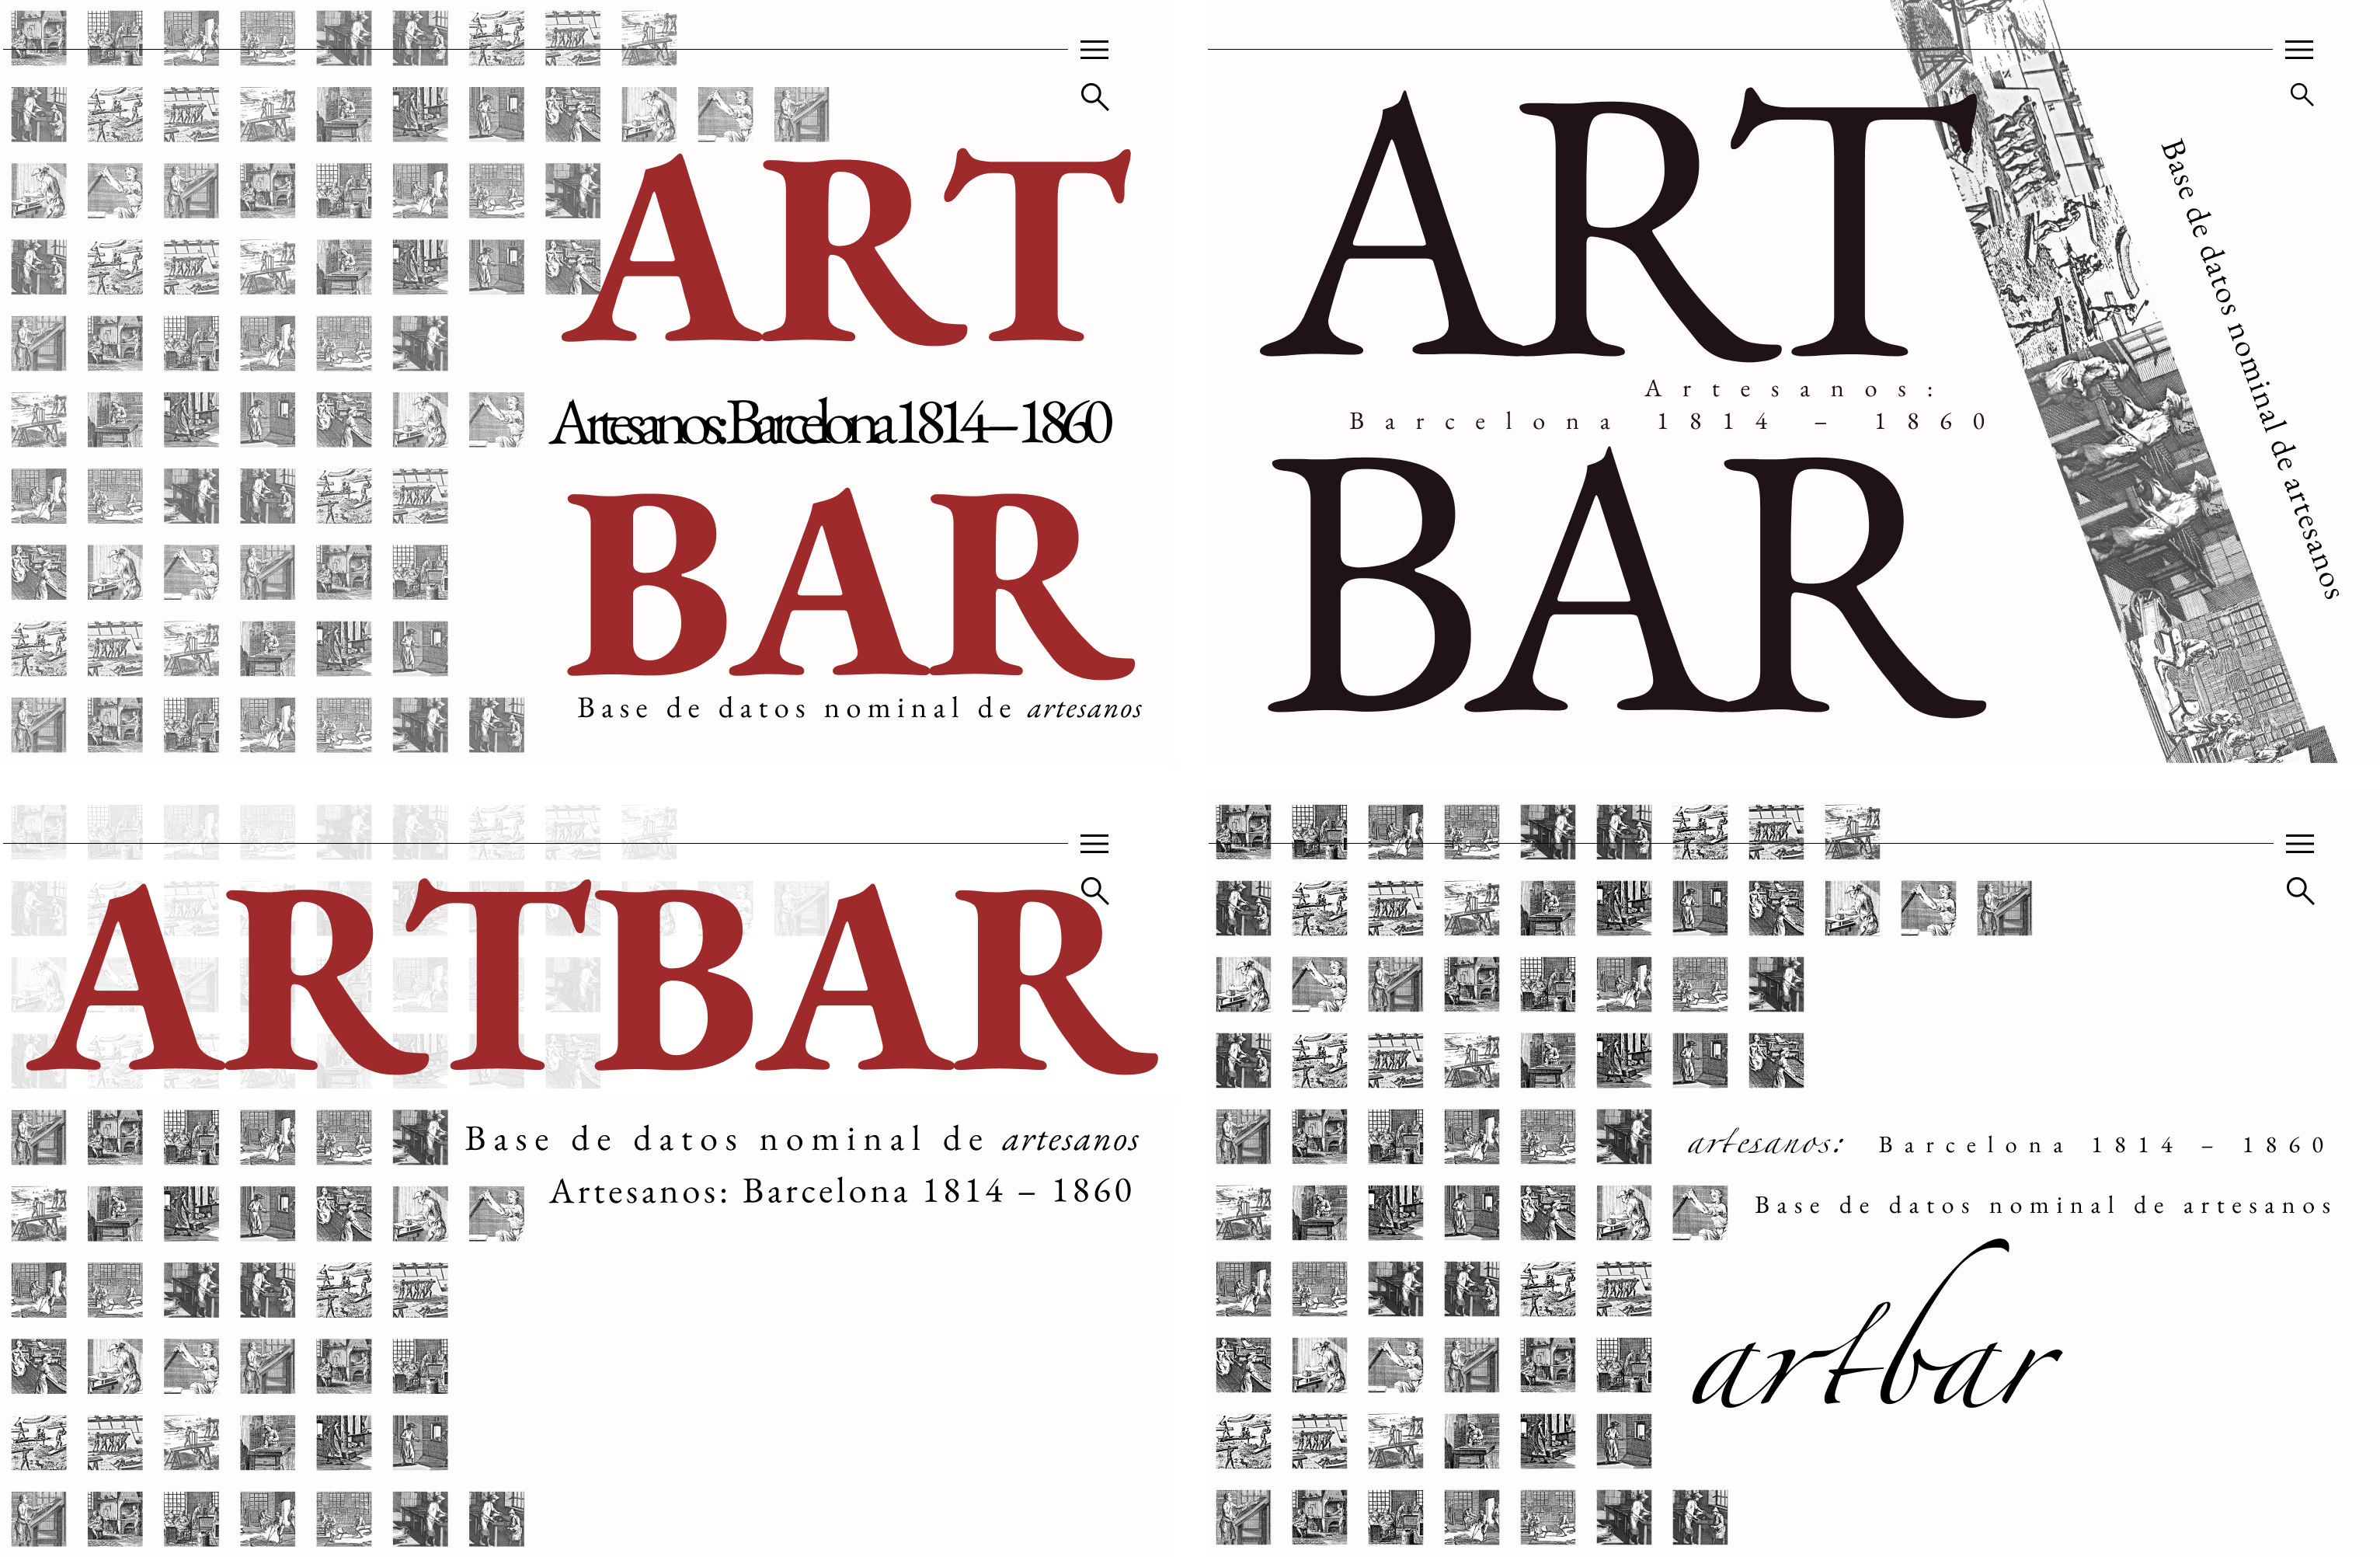 ART
Artesanos: Barcelona 1814 – 1860
BAR
Base de datos nominal de artesanos
ART
Artesanos:
Barcelona 1814 – 1860
BAR
Base de datos nominal de artesanos
ARTBAR
Base de datos nominal de artesanos
Artesanos: Barcelona 1814 – 1860
artesanos: Barcelona 1814 – 1860
Base de datos nominal de artesanos
artbar